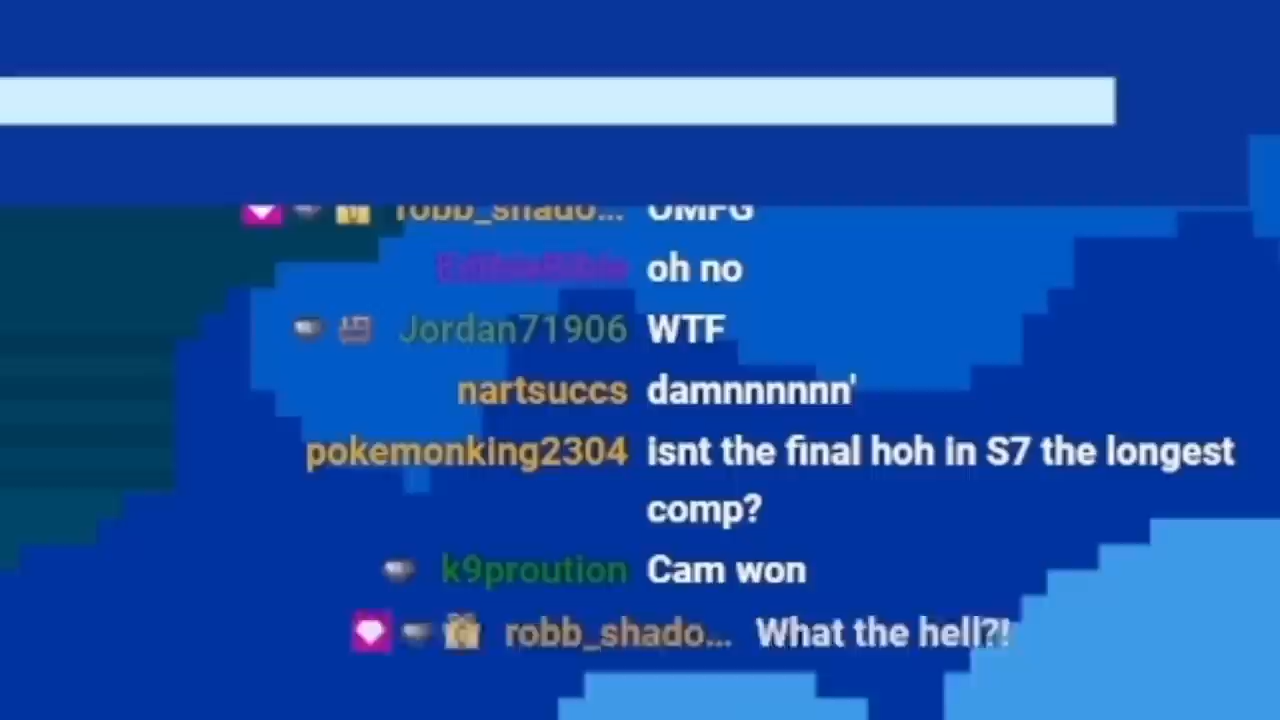 robb_shado... OMFG
oh no
Jordan71906 WTF
nartsuccs damnnnnnn'
pokemonking2304 isnt the final hoh in S7 the longest
comp?
k9proution Cam won
robb_shado... What the hell?!